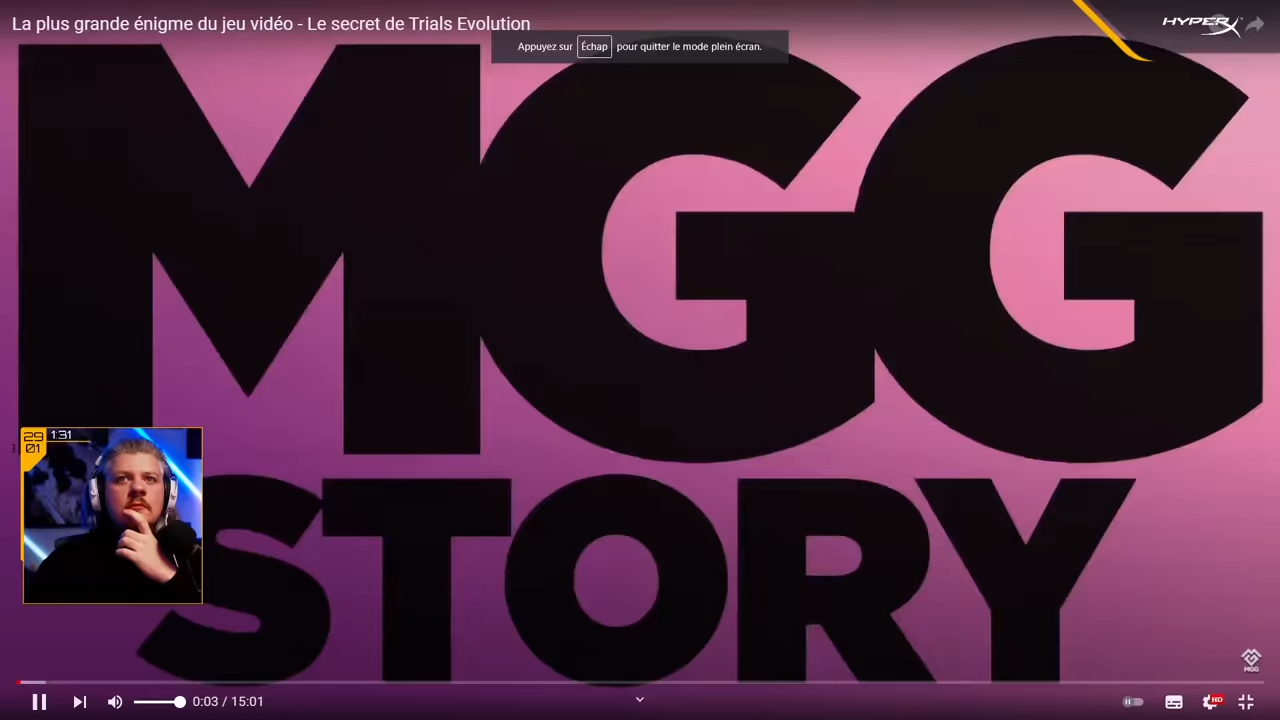 La plus grande énigme du jeu vidéo - Le secret de Trials Evolution
HYPERX
Appuyez sur Échap pour quitter le mode plein écran.
MGG
STORY
29
01
1:31
MGG
0:03 / 15:01
HD